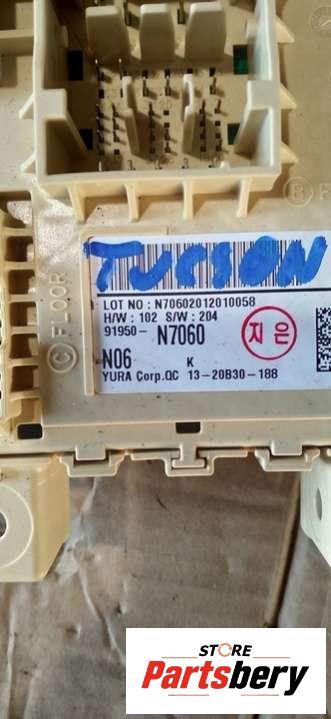 TUCSON
LOT NO : N70602012010058
H/W : 102 S/W : 204
91950- N7060
지은
N06 K
YURA Corp.QC 13-20B30-188
C FLOOR
B
STORE
Partsbery